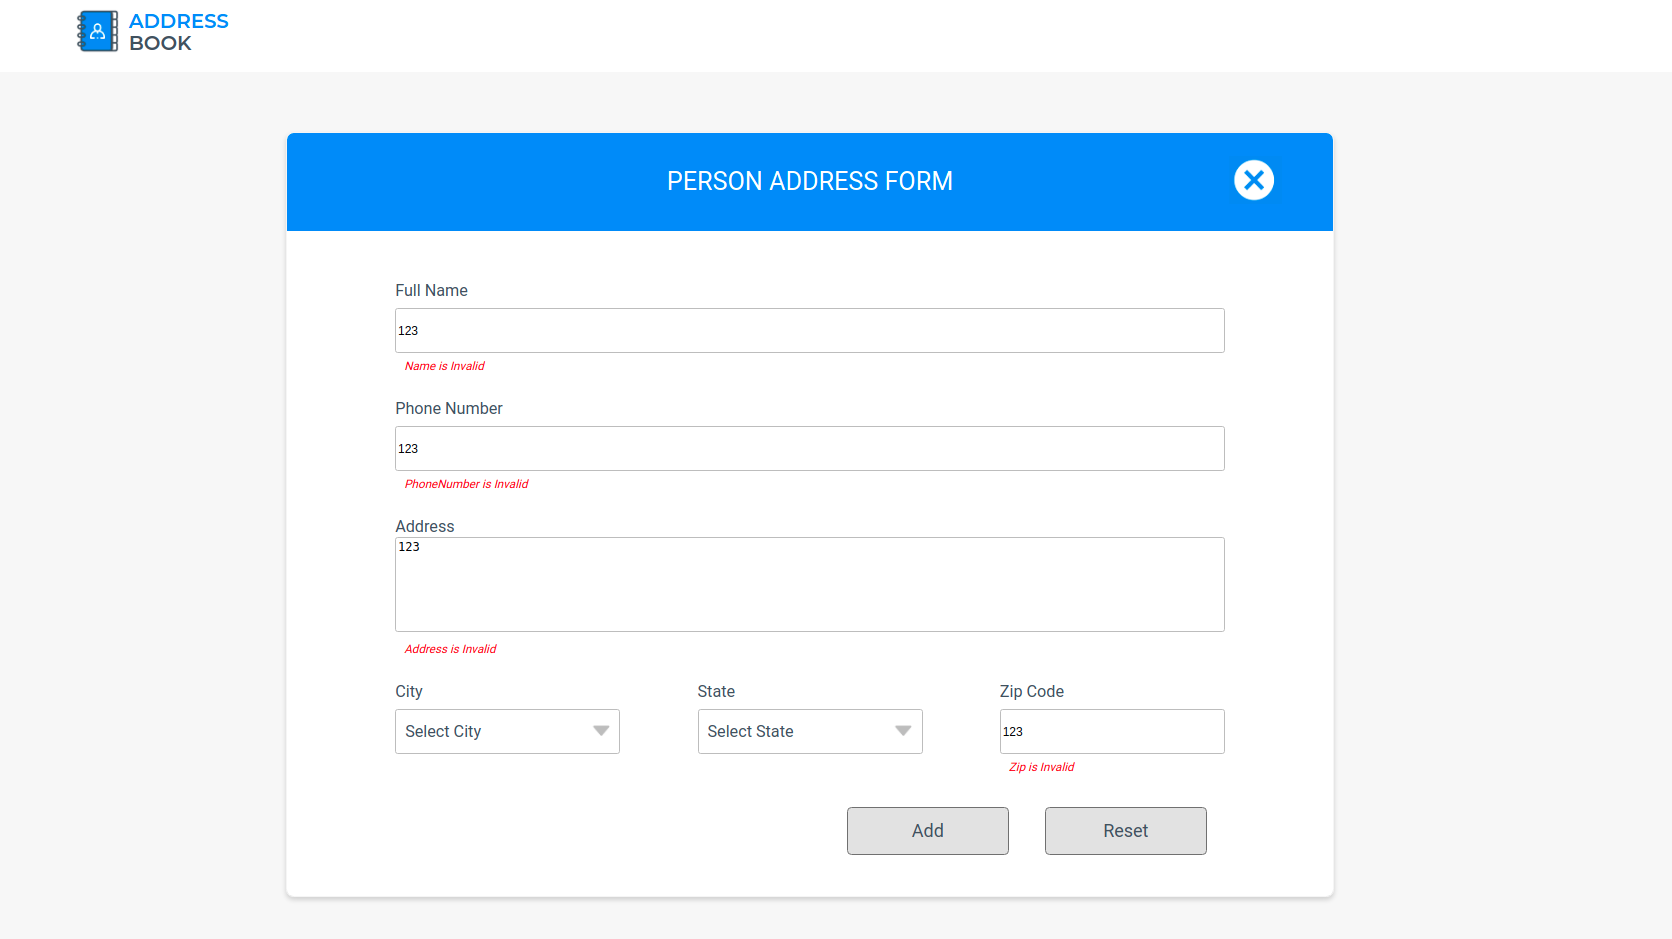 ADDRESS
BOOK
PERSON ADDRESS FORM
Full Name
123
Name is Invalid
Phone Number
123
PhoneNumber is Invalid
Address
123
Address is Invalid
City State Zip Code
Select City Select State 123
Zip is Invalid
Add Reset